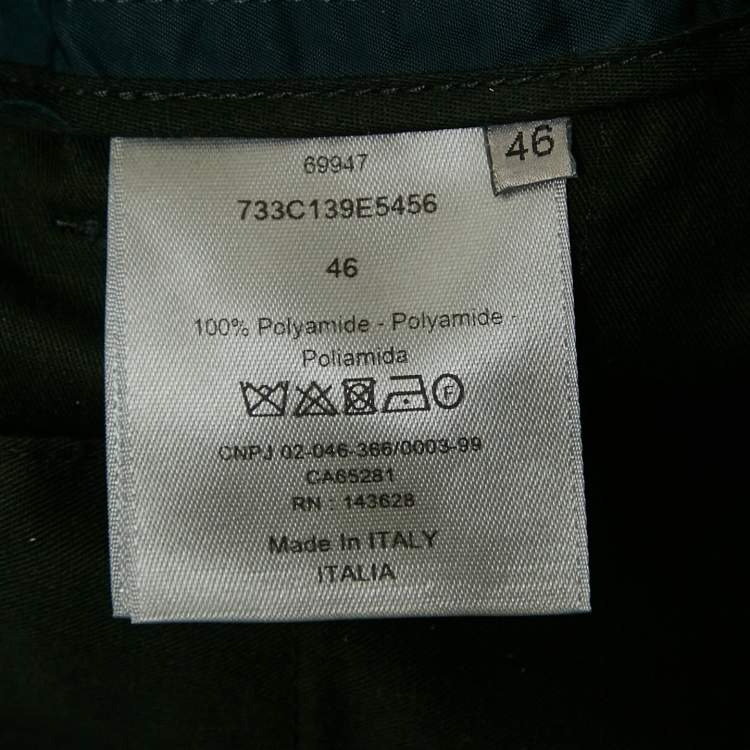 69947
46
733C139E5456
46
100% Polyamide - Polyamide -
Poliamida
F
CNPJ 02-046-366/0003-99
CA65281
RN : 143628
Made In ITALY
ITALIA